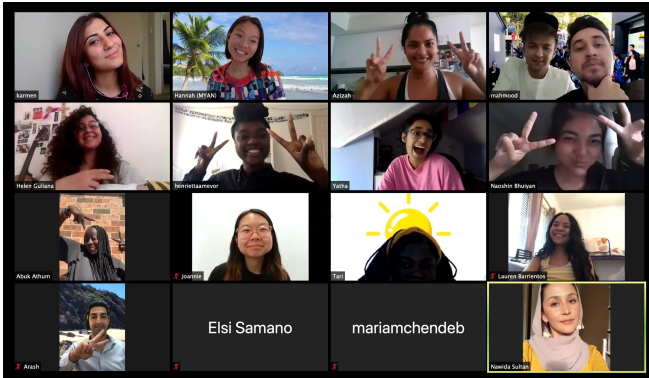 karmen
Hannah (MYAN)
Azizah
mahmood
Helen Guliana
henriettaamevor
Yatha
Naoshin Bhuiyan
Abuk Athum
Joannie
Tari
Lauren Barrientos
Arash
Elsi Samano
mariamchendeb
Nawida Sultan